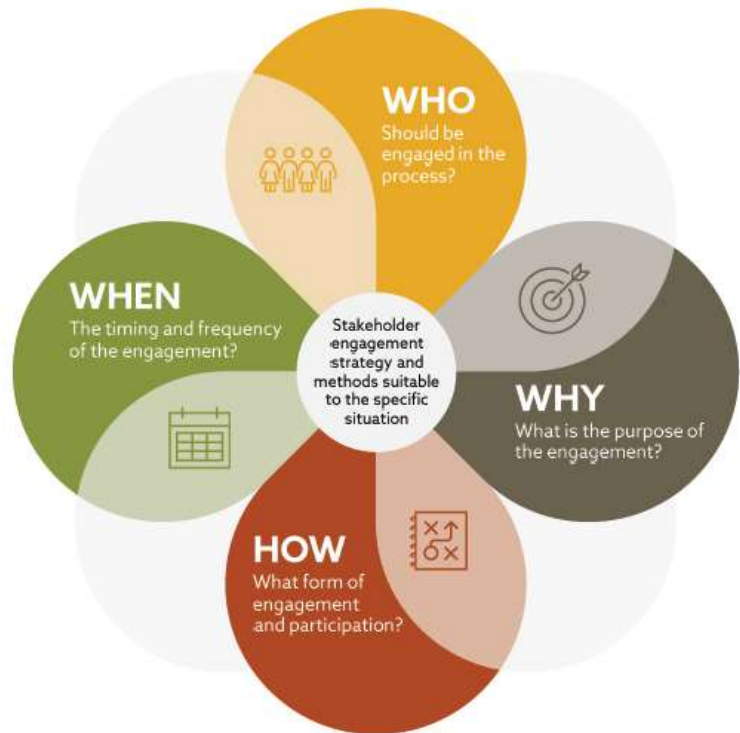 WHO
Should be
engaged in the
process?
WHEN
The timing and frequency
of the engagement?
Stakeholder
engagement
strategy and
methods suitable
to the specific
situation
WHY
What is the purpose of
the engagement?
HOW
What form of
engagement
and participation?